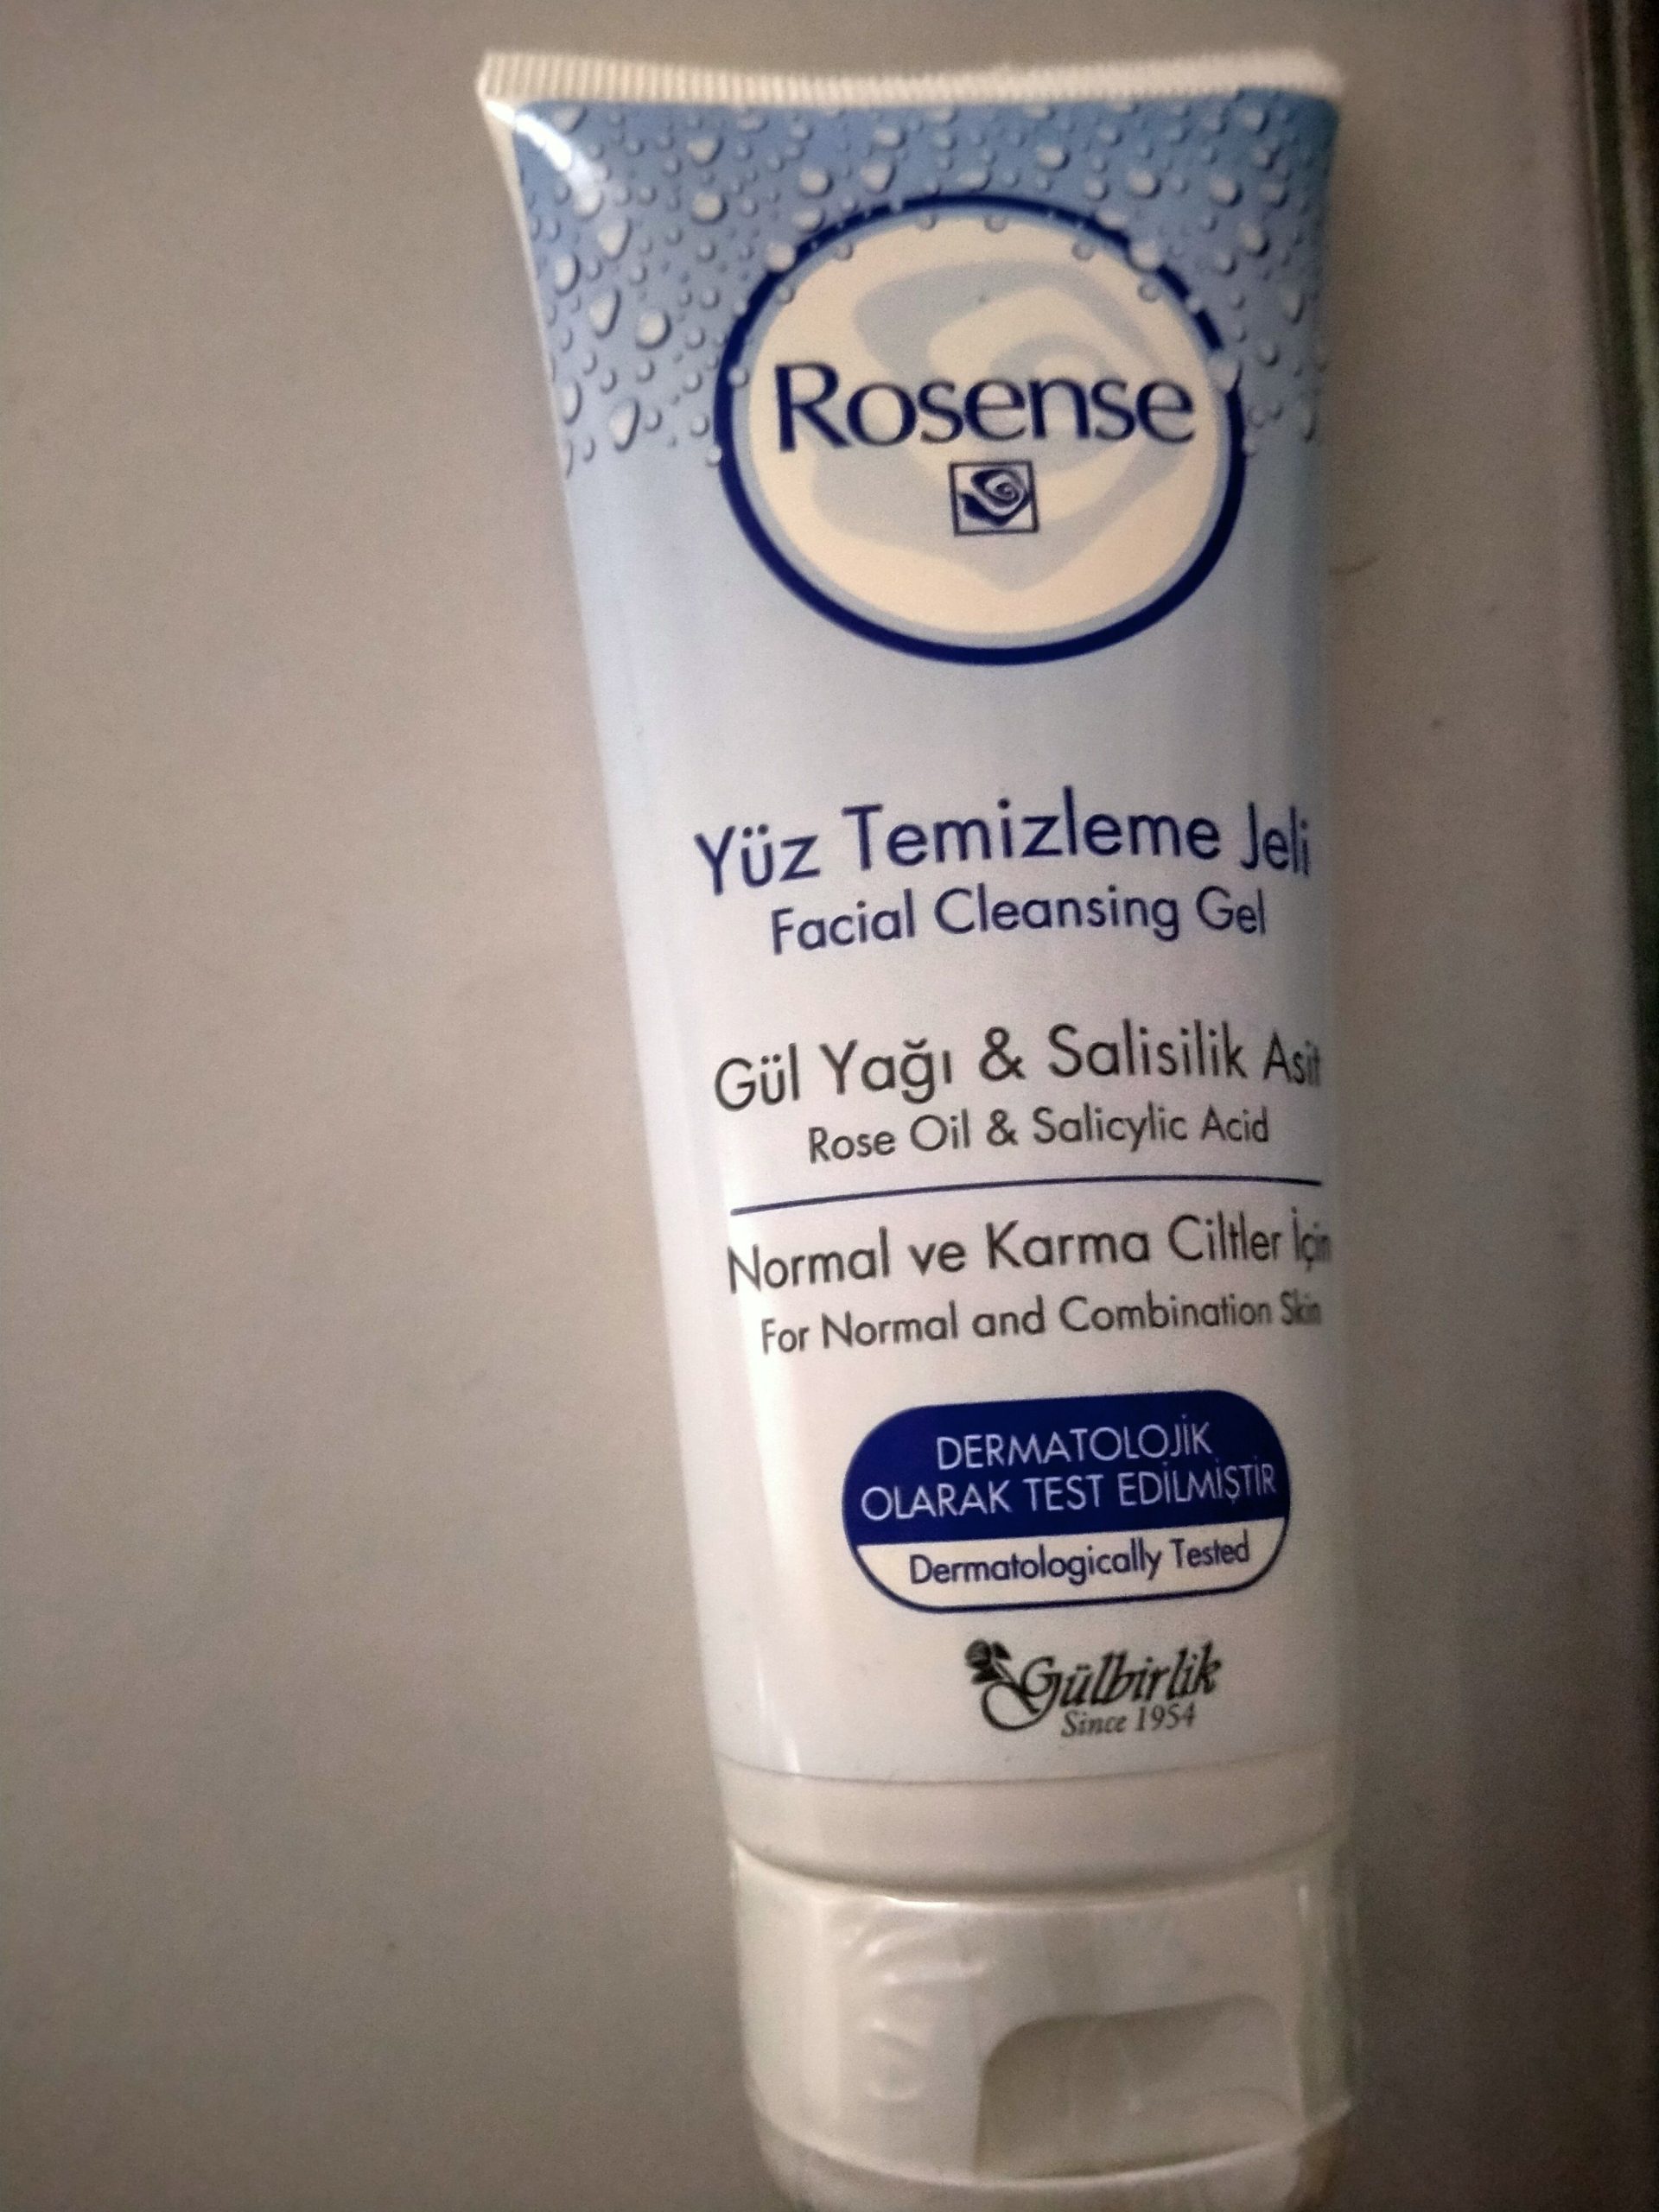 Rosense
Yüz Temizleme Jeli
Facial Cleansing Gel
Gül Yağı & Salisilik Asit
Rose Oil & Salicylic Acid
Normal ve Karma Ciltler İçin
For Normal and Combination Skin
DERMATOLOJİK
OLARAK TEST EDİLMİŞTİR
Dermatologically Tested
Gülbirlik
Since 1954